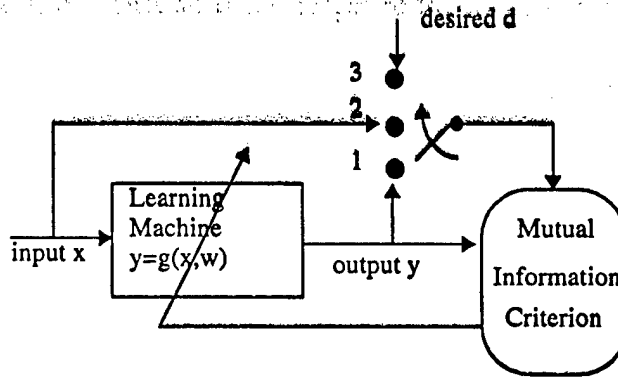 desired d
3
2
1
Learning
Machine
y=g(x,w)
input x
output y
Mutual
Information
Criterion